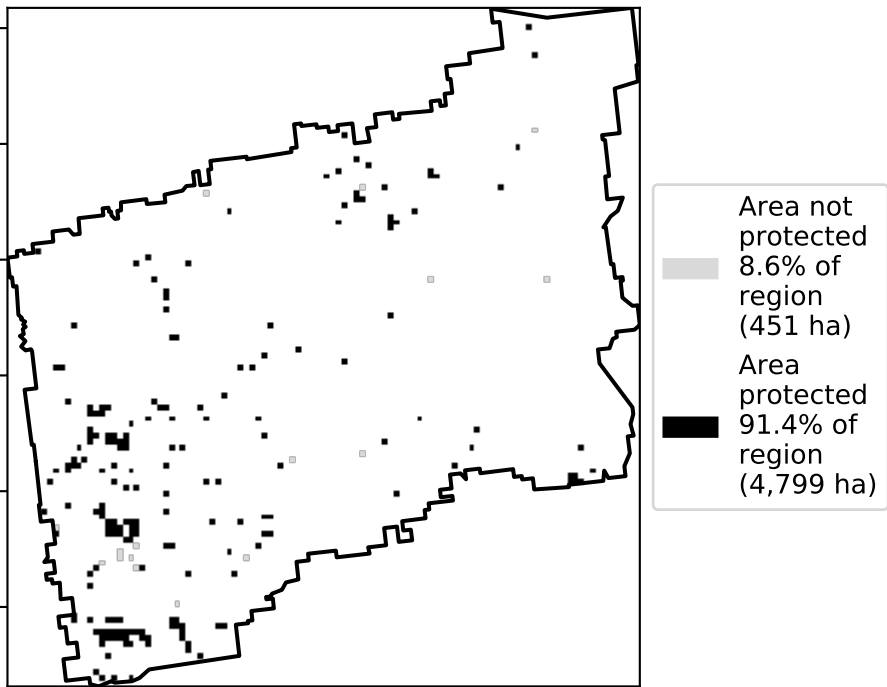 Area not
protected
8.6% of
region
(451 ha)
Area
protected
91.4% of
region
(4,799 ha)